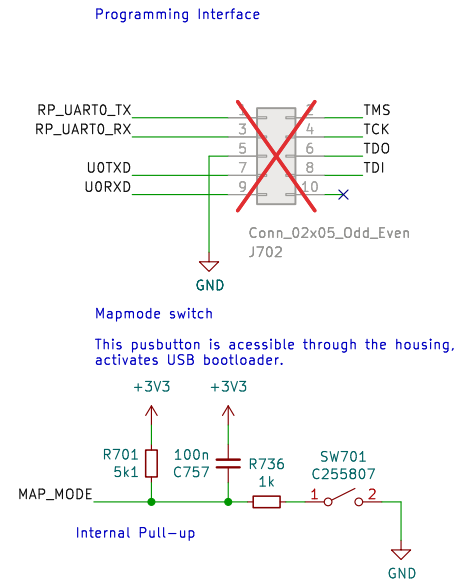 Programming Interface
RP_UART0_TX 1 2 TMS
RP_UART0_RX 3 4 TCK
5 6 TDO
U0TXD 7 8 TDI
U0RXD 9 10
Conn_02x05_Odd_Even
J702
GND
Mapmode switch
This pusbutton is acessible through the housing,
activates USB bootloader.
+3V3 +3V3
R701 100n R736 SW701
5k1 C757 1k C255807
MAP_MODE 1 2
Internal Pull-up
GND